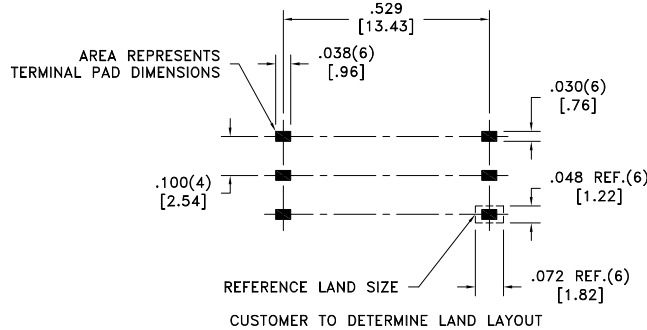 .529
[13.43]
AREA REPRESENTS
TERMINAL PAD DIMENSIONS
.038(6)
[.96]
.030(6)
[.76]
.100(4)
[2.54]
.048 REF.(6)
[1.22]
REFERENCE LAND SIZE
.072 REF.(6)
[1.82]
CUSTOMER TO DETERMINE LAND LAYOUT